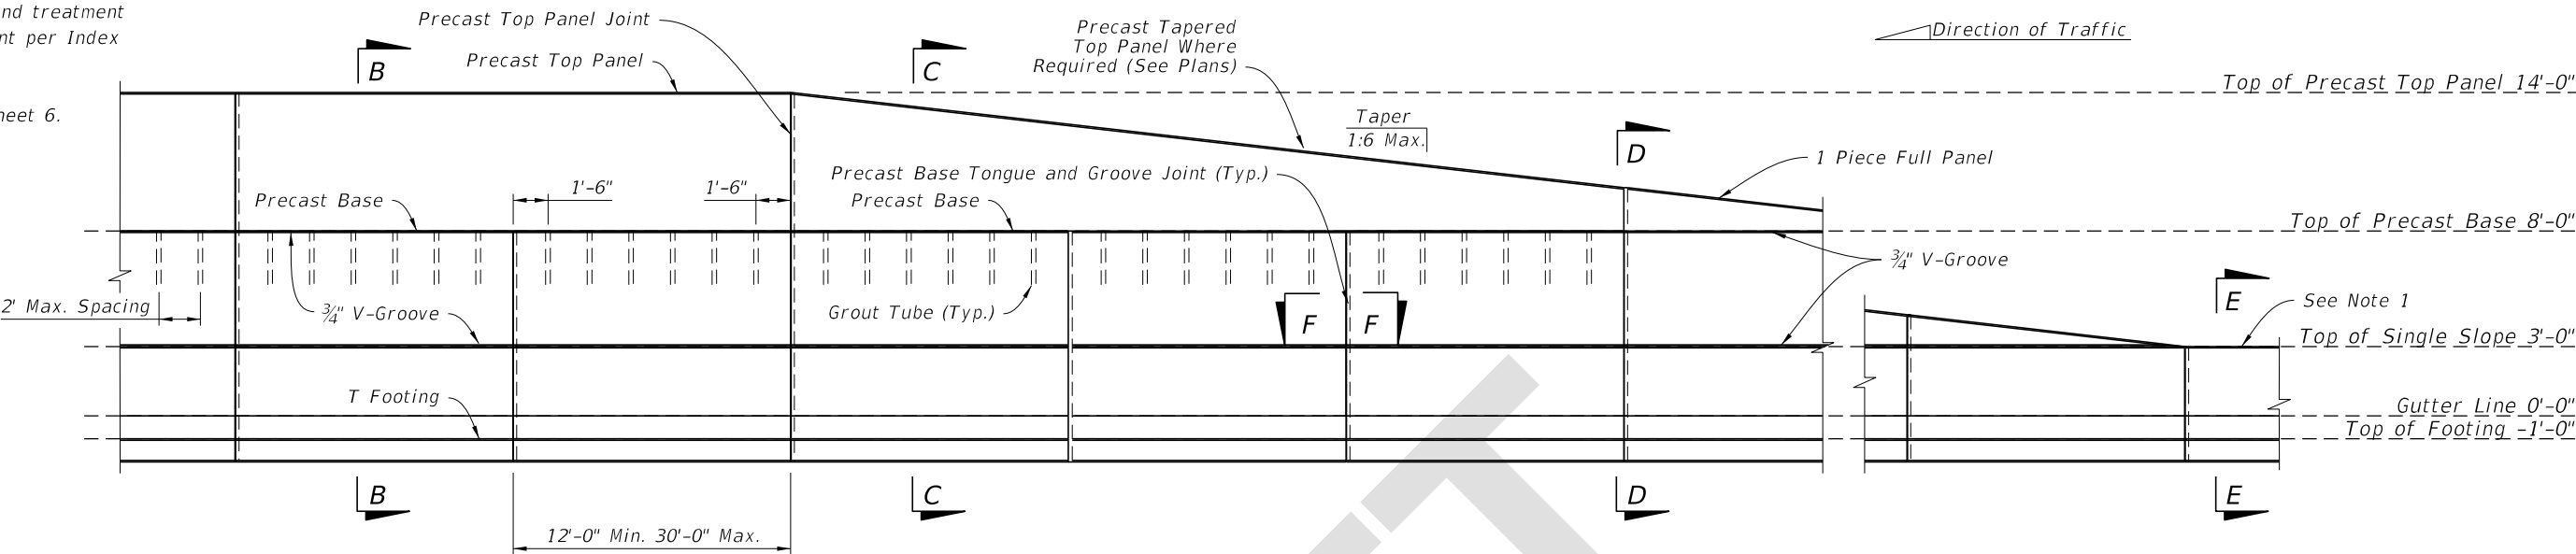 nd treatment
nt per Index
heet 6.
Precast Top Panel Joint
Precast Top Panel
B
C
Precast Tapered
Top Panel Where
Required (See Plans)
Direction of Traffic
Top of Precast Top Panel 14'-0"
Taper
1:6 Max.
D
1 Piece Full Panel
Precast Base Tongue and Groove Joint (Typ.)
1'-6"
1'-6"
Precast Base
Precast Base
Top of Precast Base 8'-0"
¾" V-Groove
E
2' Max. Spacing
¾" V-Groove
Grout Tube (Typ.)
F
F
See Note 1
Top of Single Slope 3'-0"
T Footing
Gutter Line 0'-0"
Top of Footing -1'-0"
B
C
D
E
12'-0" Min. 30'-0" Max.